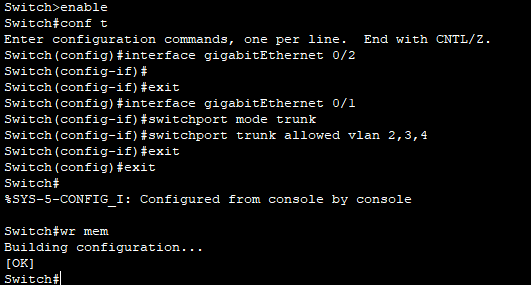 Switch>enable
Switch#conf t
Enter configuration commands, one per line.  End with CNTL/Z.
Switch(config)#interface gigabitEthernet 0/2
Switch(config-if)#
Switch(config-if)#exit
Switch(config)#interface gigabitEthernet 0/1
Switch(config-if)#switchport mode trunk
Switch(config-if)#switchport trunk allowed vlan 2,3,4
Switch(config-if)#exit
Switch(config)#exit
Switch#
%SYS-5-CONFIG_I: Configured from console by console
Switch#wr mem
Building configuration...
[OK]
Switch#